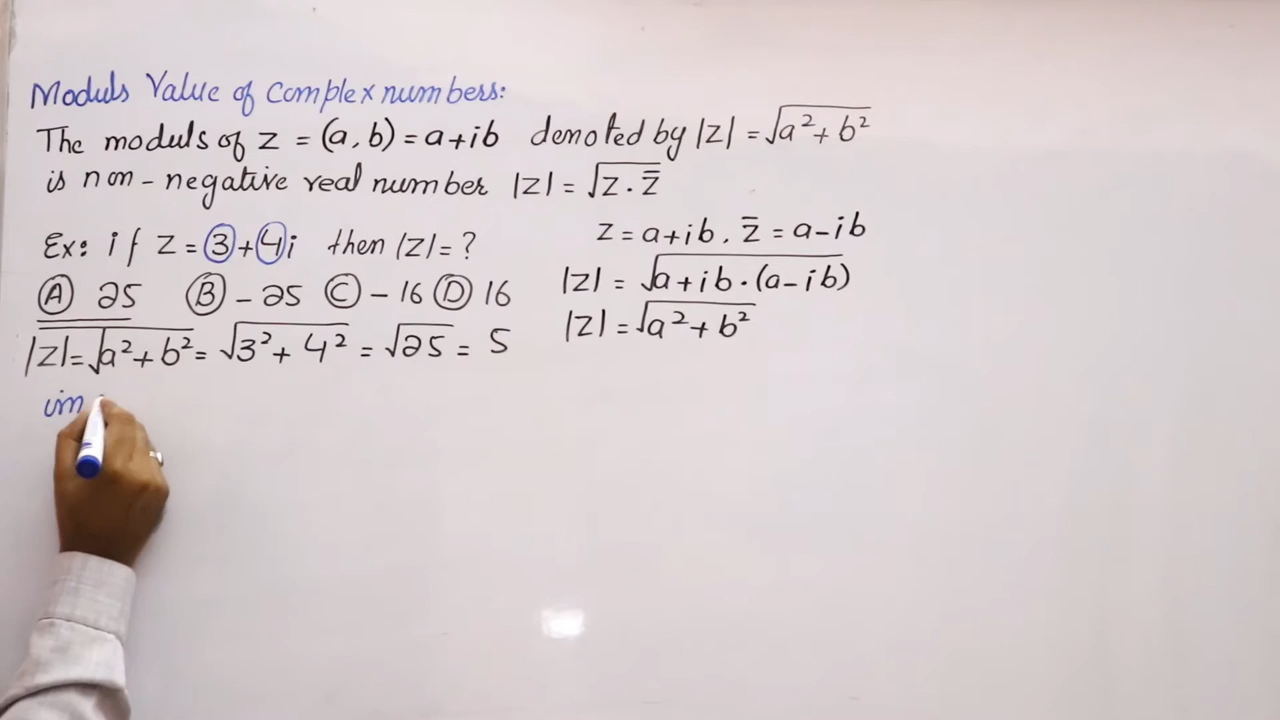 Moduls Value of complex numbers:
The moduls of z = (a, b) = a+ib denoted by |z| = √a²+b²
is non-negative real number |z| = √z . z̿
z = a+ib. z̄ = a-ib
Ex: if z = 3+4i then |z|= ?
|z| = √a+ib · (a-ib)
A 25 B -25 C -16 D 16
|z| = √a²+b²
|z|=√a²+b² = √3²+4² = √25 = 5
im